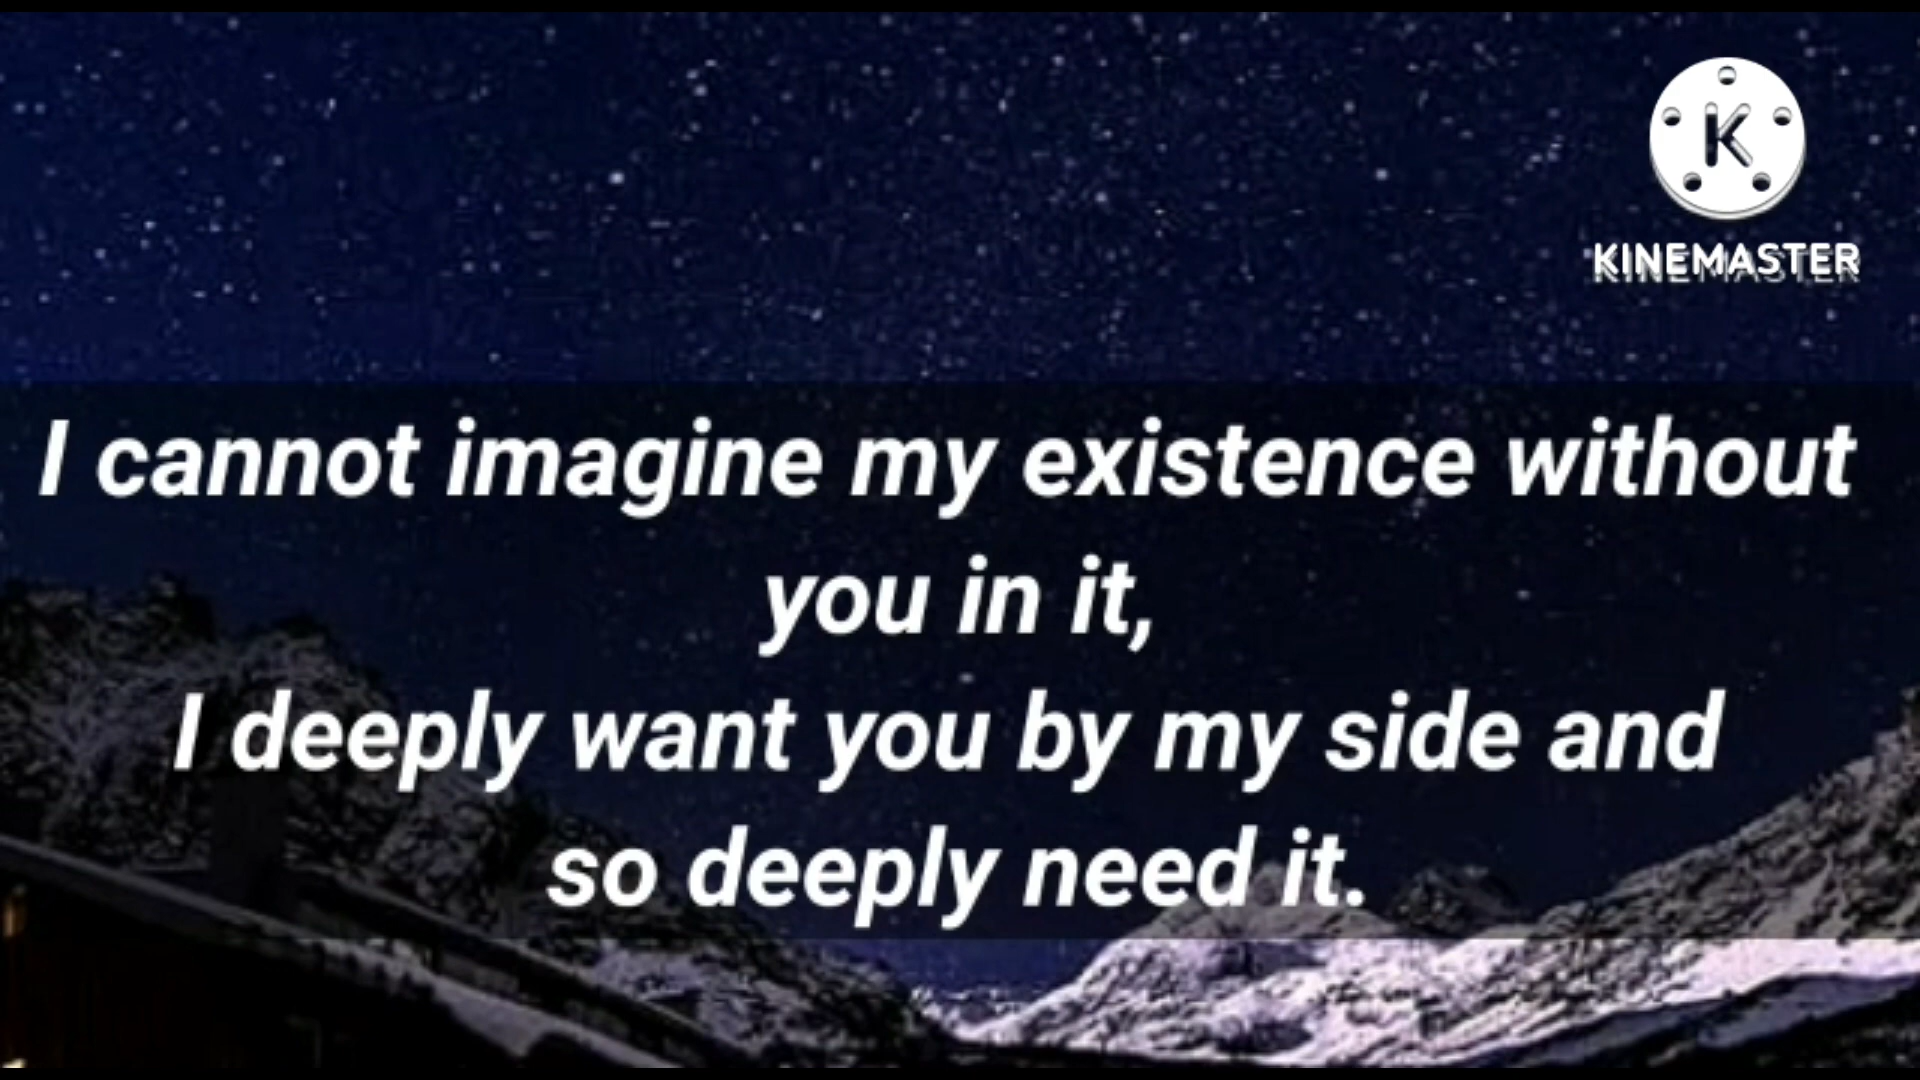 K
KINEMASTER
I cannot imagine my existence without
you in it,
I deeply want you by my side and
so deeply need it.